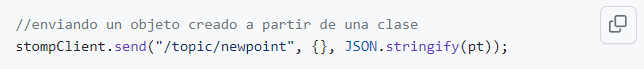 //enviando un objeto creado a partir de una clase
stompClient.send("/topic/newpoint", {}, JSON.stringify(pt));